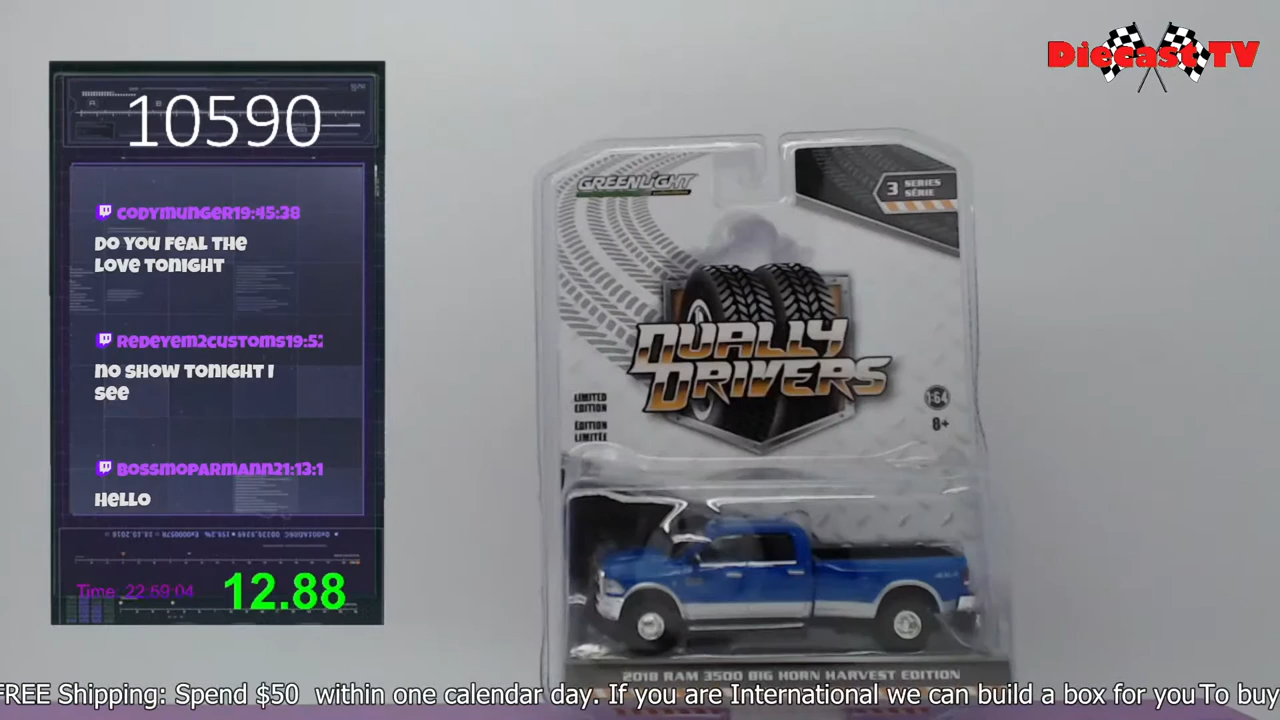 Diecast TV
10590
codymunger19:45:38
Do you feal the
love tonight
Redeyem2customs19:52
no show tonight I
see
Bossmoparmann21:13:1
Hello
Time 22:59:04
12.88
GREENLIGHT
3 SERIES
SÉRIE
DUALLY
DRIVERS
LIMITED
EDITION
ÉDITION
LIMITÉE
1:64
8+
2018 RAM 3500 BIG HORN HARVEST EDITION
FREE Shipping: Spend $50 within one calendar day. If you are International we can build a box for you To buy